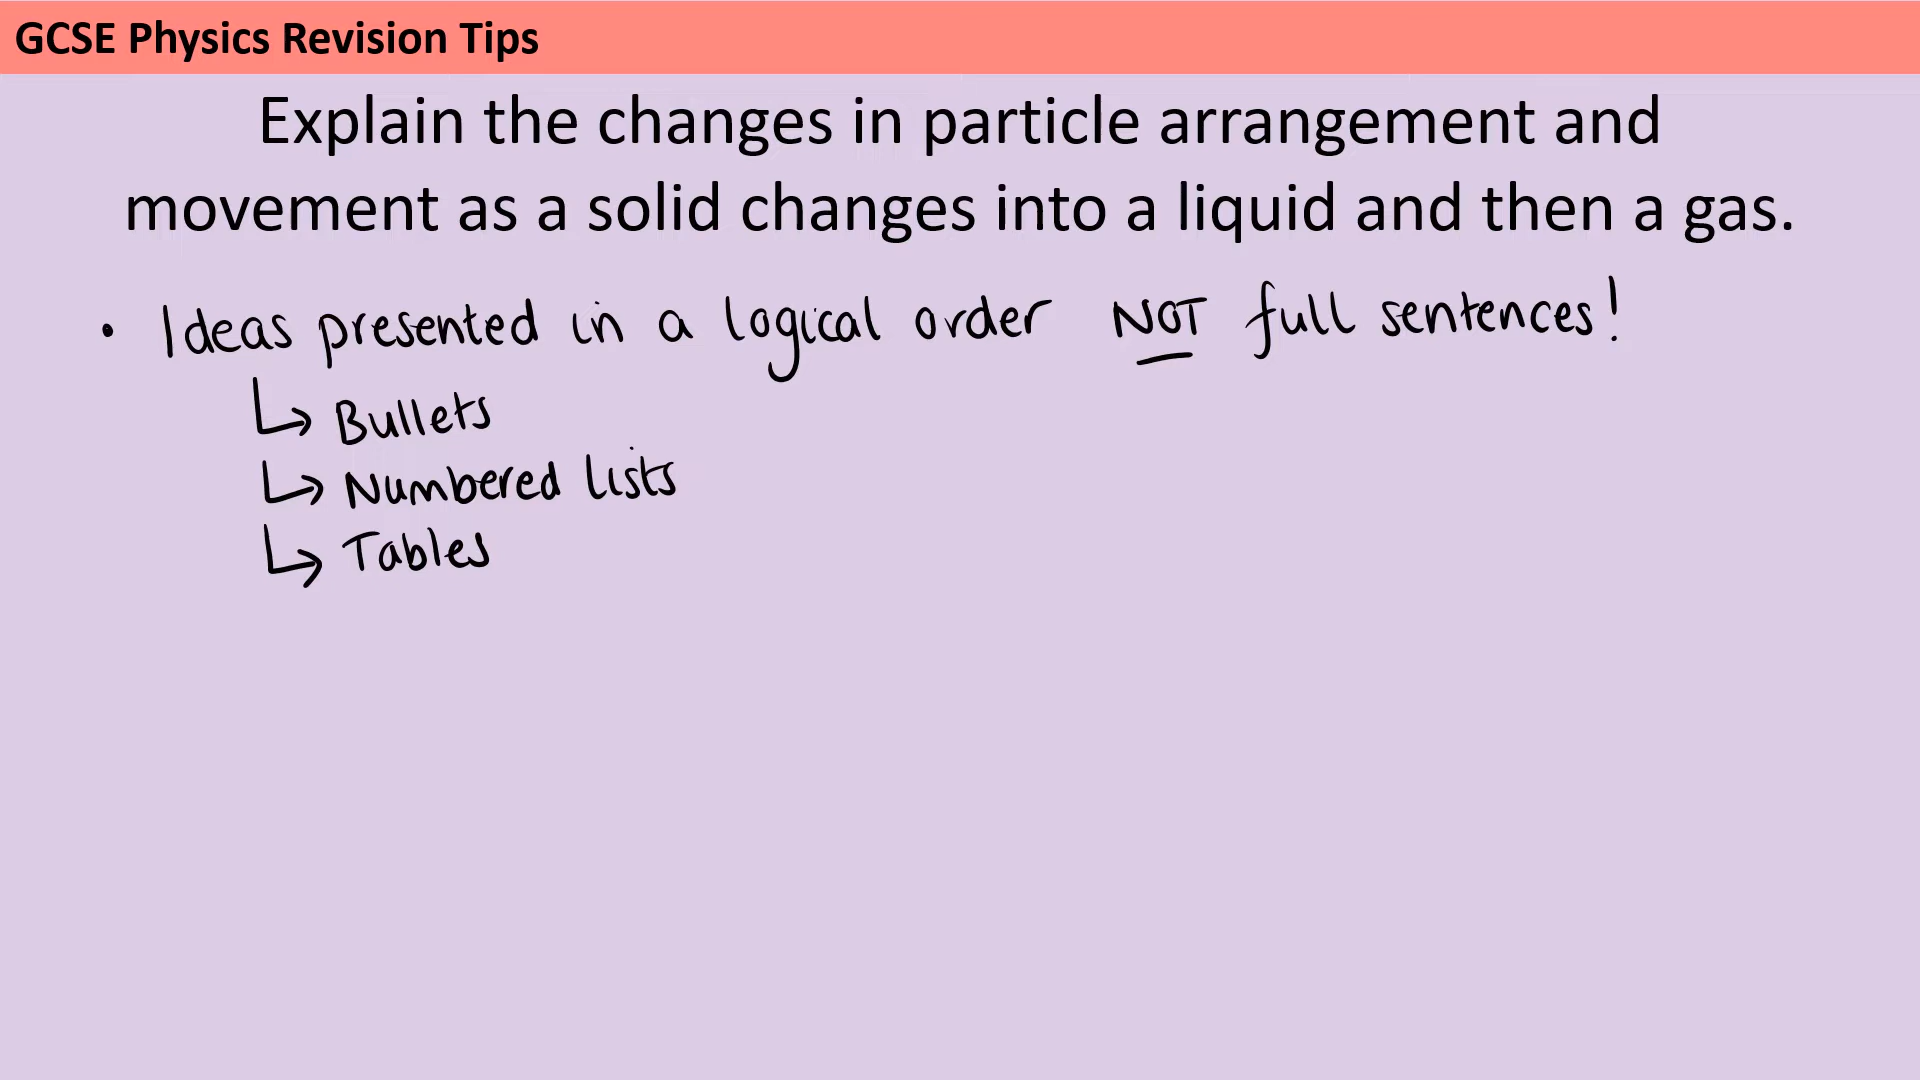 GCSE Physics Revision Tips
Explain the changes in particle arrangement and
movement as a solid changes into a liquid and then a gas.
• Ideas presented in a logical order NOT full sentences!
↳ Bullets
↳ Numbered lists
↳ Tables